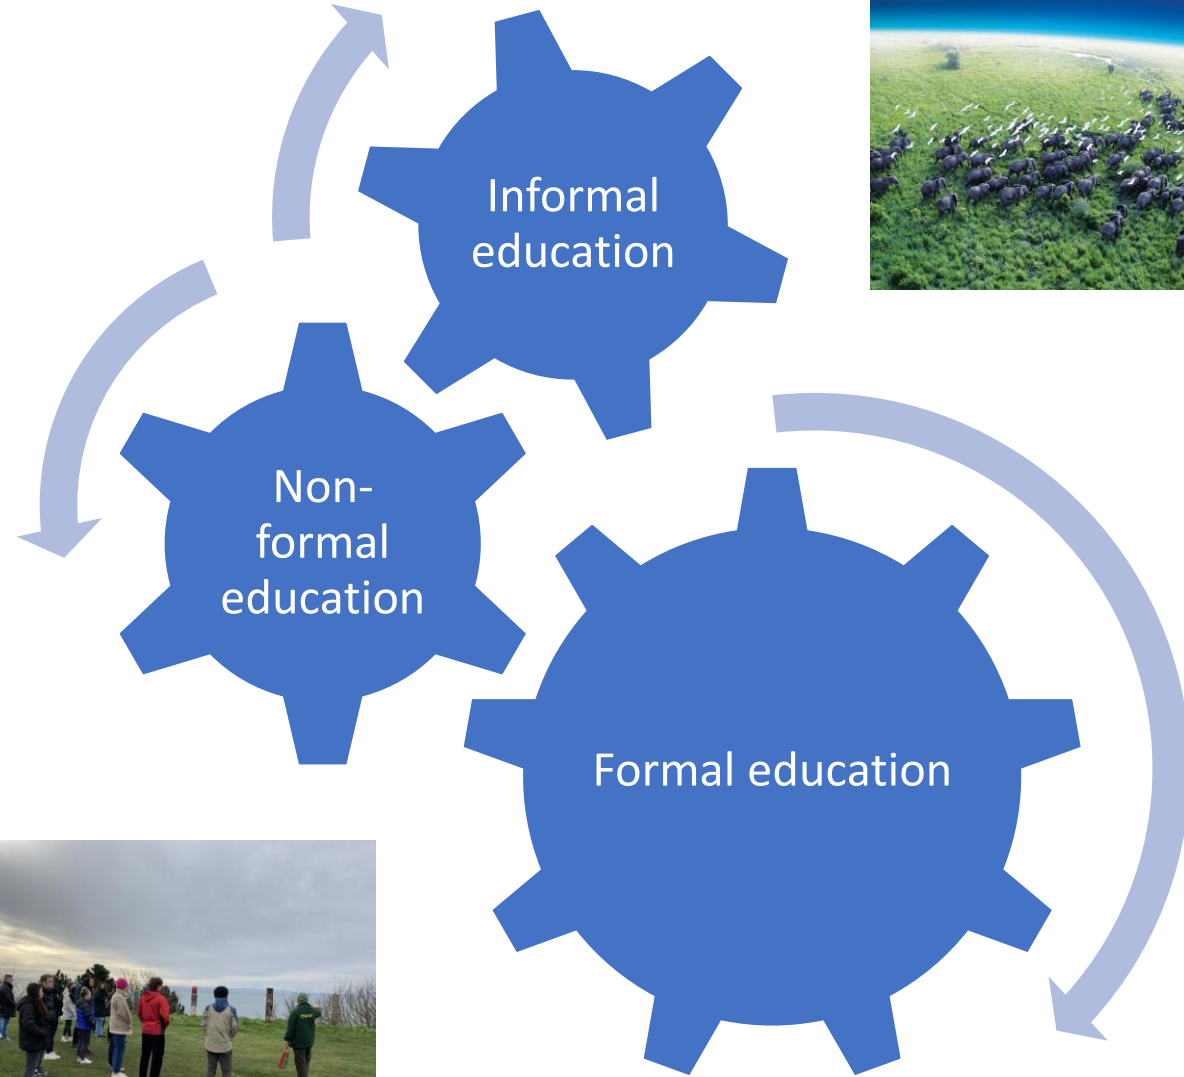 Informal
education
Non-
formal
education
Formal education